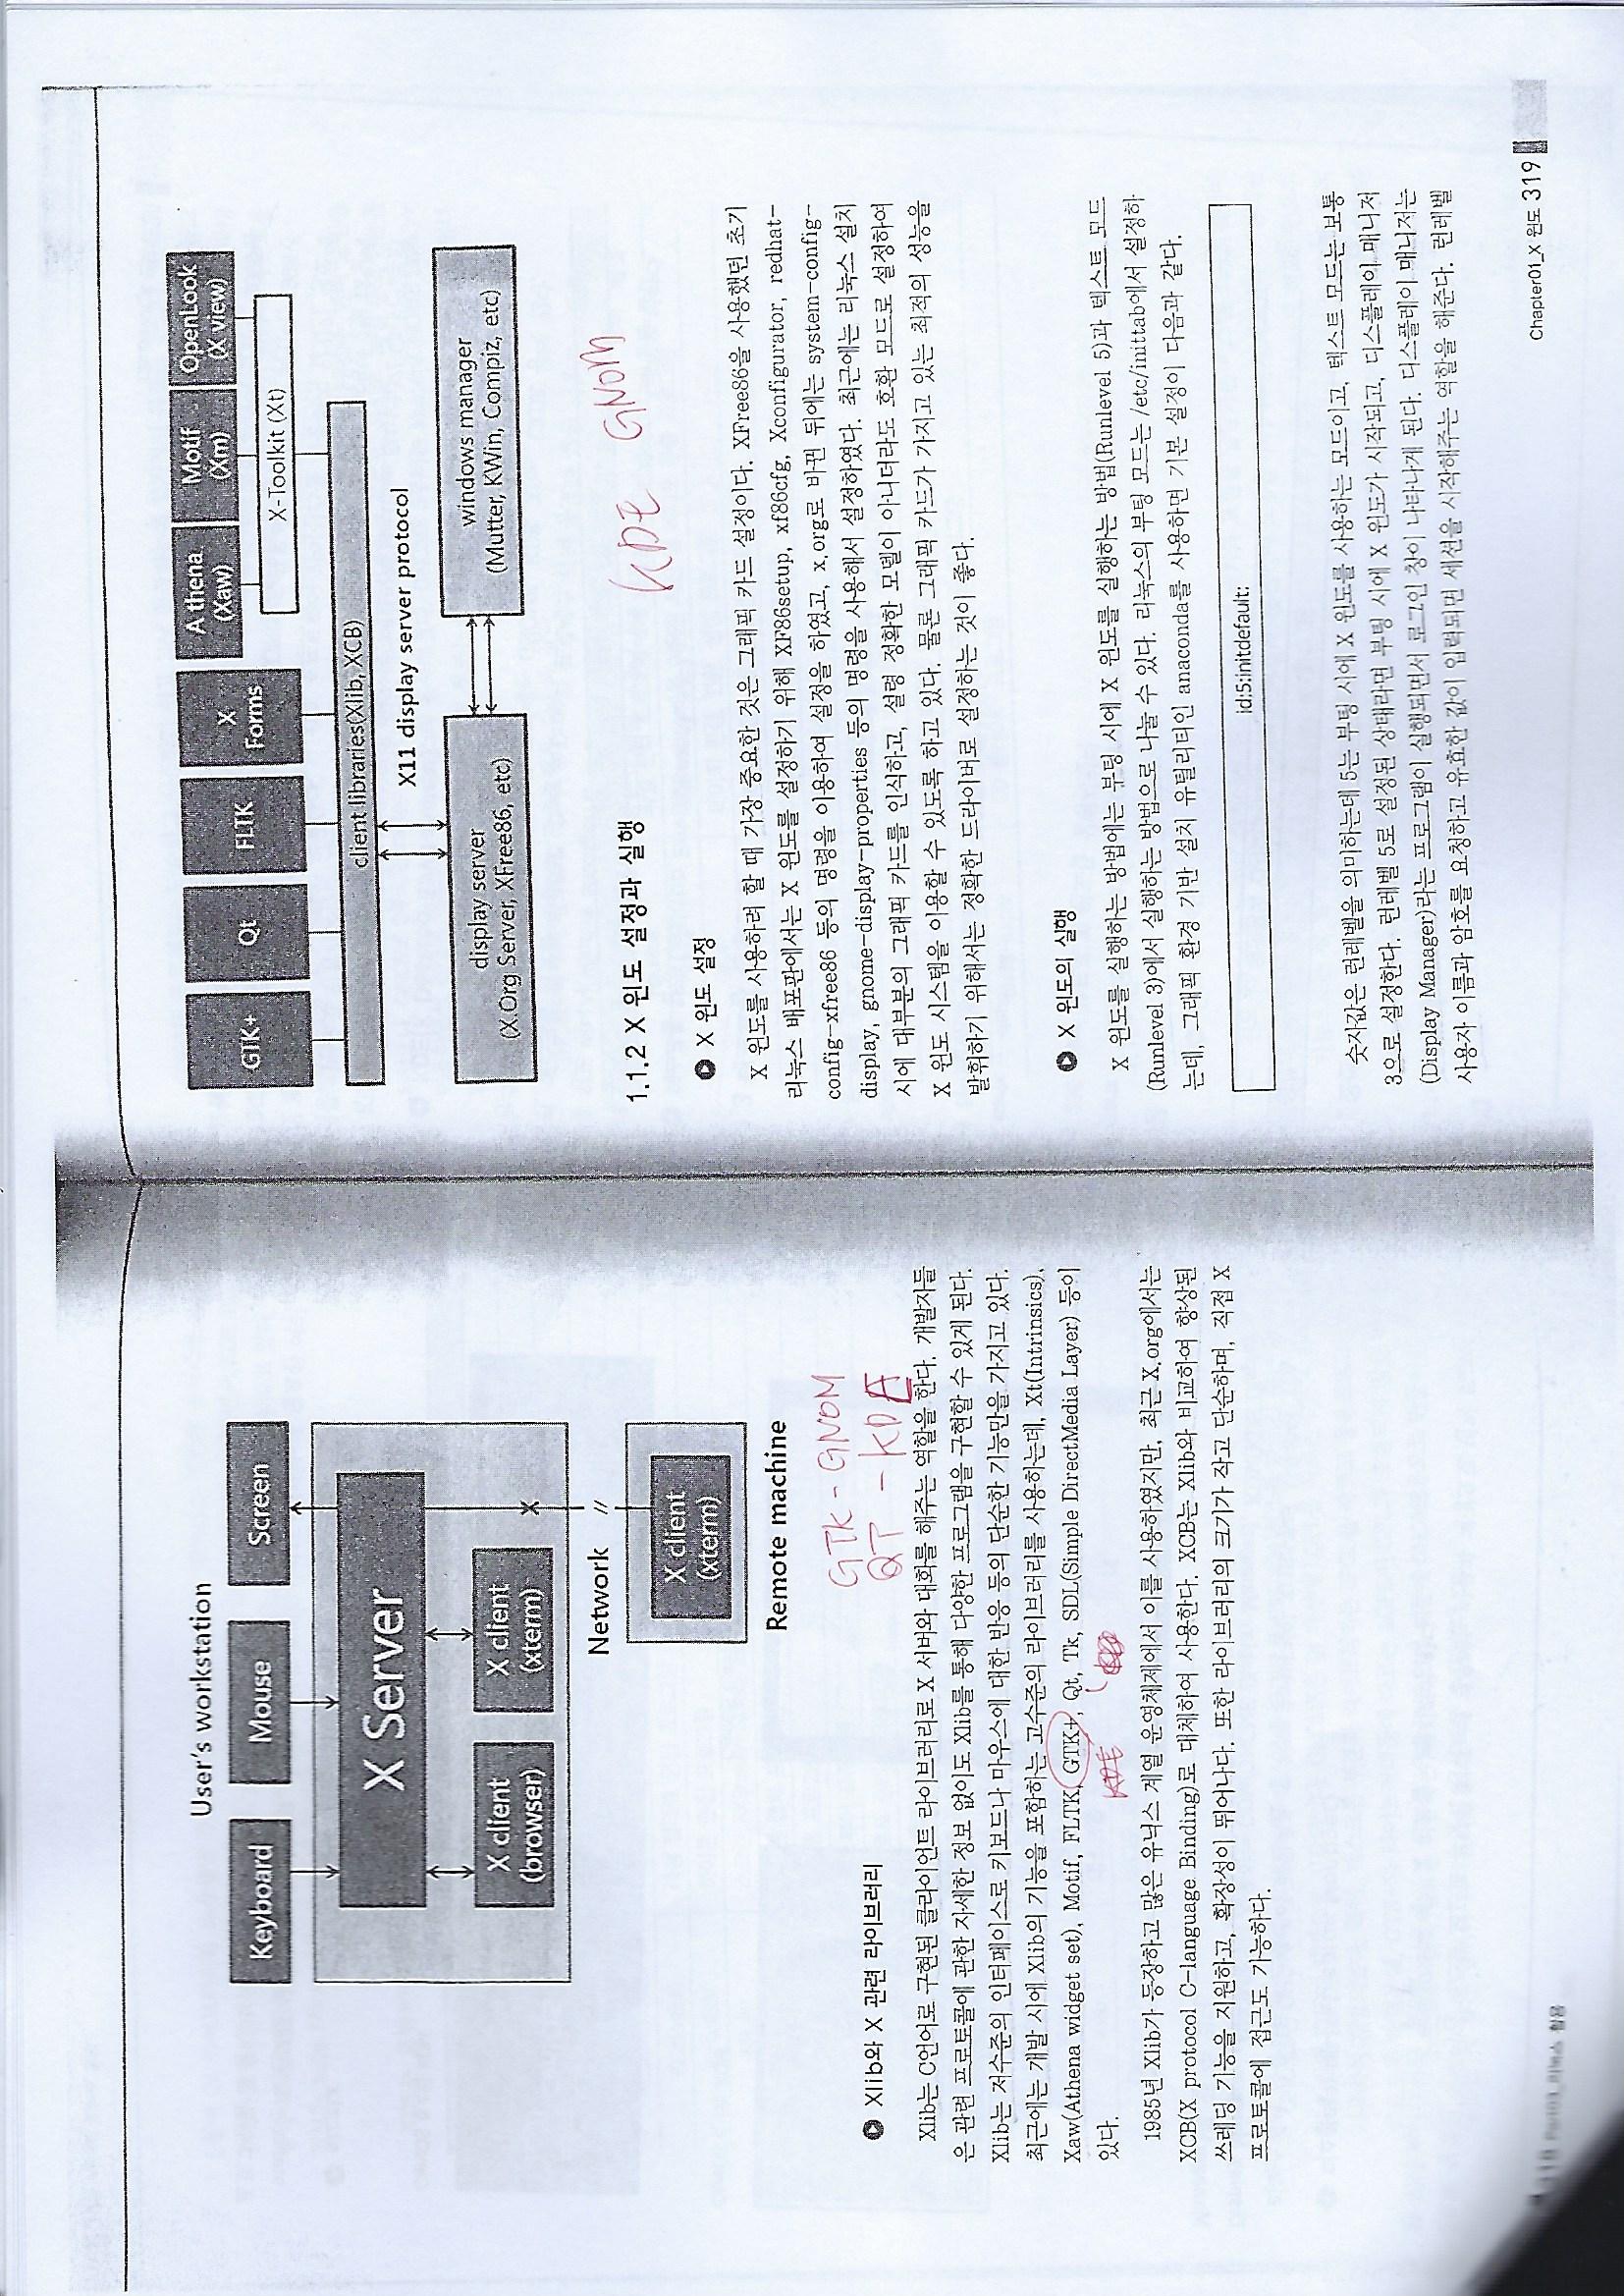 User's workstation
Keyboard
Mouse
Screen
X Server
X client
(browser)
X client
(xterm)
X
Network //
X client
(xterm)
Remote machine
GTK - GNOM
QT - KDE
Xlib와 X 관련 라이브러리
Xlib는 C언어로 구현된 클라이언트 라이브러리로 X 서버와 대화를 해주는 역할을 한다. 개발자들
은 관련 프로토콜에 관한 자세한 정보 없이도 Xlib를 통해 다양한 프로그램을 구현할 수 있게 된다.
Xlib는 저수준의 인터페이스로 키보드나 마우스에 대한 반응 등의 단순한 기능만을 가지고 있다.
최근에는 개발 시에 Xlib의 기능을 포함하는 고수준의 라이브러리를 사용하는데, Xt(Intrinsics),
Xaw(Athena widget set), Motif, FLTK, GTK+, Qt, Tk, SDL(Simple DirectMedia Layer) 등이
있다.
KDE
1985년 Xlib가 등장하고 많은 유닉스 계열 운영체제에서 이를 사용하였지만, 최근 X.org에서는
XCB(X protocol C-language Binding)로 대체하여 사용한다. XCB는 Xlib와 비교하여 향상된
쓰레딩 기능을 지원하고, 확장성이 뛰어나다. 또한 라이브러리의 크기가 작고 단순하며, 직접 X
프로토콜에 접근도 가능하다.
318 Part03_리눅스 활용
GTK+
Qt
FLTK
X
Forms
A thena
(Xaw)
Motif
(Xm)
OpenLook
(X view)
X-Toolkit (Xt)
client libraries(Xlib, XCB)
X11 display server protocol
display server
(X.Org Server, XFree86, etc)
windows manager
(Mutter, KWin, Compiz, etc)
KDE GNOM
1.1.2 X 윈도 설정과 실행
X 윈도 설정
X 윈도를 사용하려 할 때 가장 중요한 것은 그래픽 카드 설정이다. XFree86을 사용했던 초기
리눅스 배포판에서는 X 윈도를 설정하기 위해 XF86setup, xf86cfg, Xconfigurator, redhat-
config-xfree86 등의 명령을 이용하여 설정을 하였고, x.org로 바뀐 뒤에는 system-config-
display, gnome-display-properties 등의 명령을 사용해서 설정하였다. 최근에는 리눅스 설치
시에 대부분의 그래픽 카드를 인식하고, 설령 정확한 모델이 아니더라도 호환 모드로 설정하여
X 윈도 시스템을 이용할 수 있도록 하고 있다. 물론 그래픽 카드가 가지고 있는 최적의 성능을
발휘하기 위해서는 정확한 드라이버로 설정하는 것이 좋다.
X 윈도의 실행
X 윈도를 실행하는 방법에는 부팅 시에 X 윈도를 실행하는 방법(Runlevel 5)과 텍스트 모드
(Runlevel 3)에서 실행하는 방법으로 나눌 수 있다. 리눅스의 부팅 모드는 /etc/inittab에서 설정하
는데, 그래픽 환경 기반 설치 유틸리티인 anaconda를 사용하면 기본 설정이 다음과 같다.
id:5:initdefault:
숫자값은 런레벨을 의미하는데 5는 부팅 시에 X 윈도를 사용하는 모드이고, 텍스트 모드는 보통
3으로 설정한다. 런레벨 5로 설정된 상태라면 부팅 시에 X 윈도가 시작되고, 디스플레이 매니저
(Display Manager)라는 프로그램이 실행되면서 로그인 창이 나타나게 된다. 디스플레이 매니저는
사용자 이름과 암호를 요청하고 유효한 값이 입력되면 세션을 시작해주는 역할을 해준다. 런레벨
Chapter01_X 윈도 319